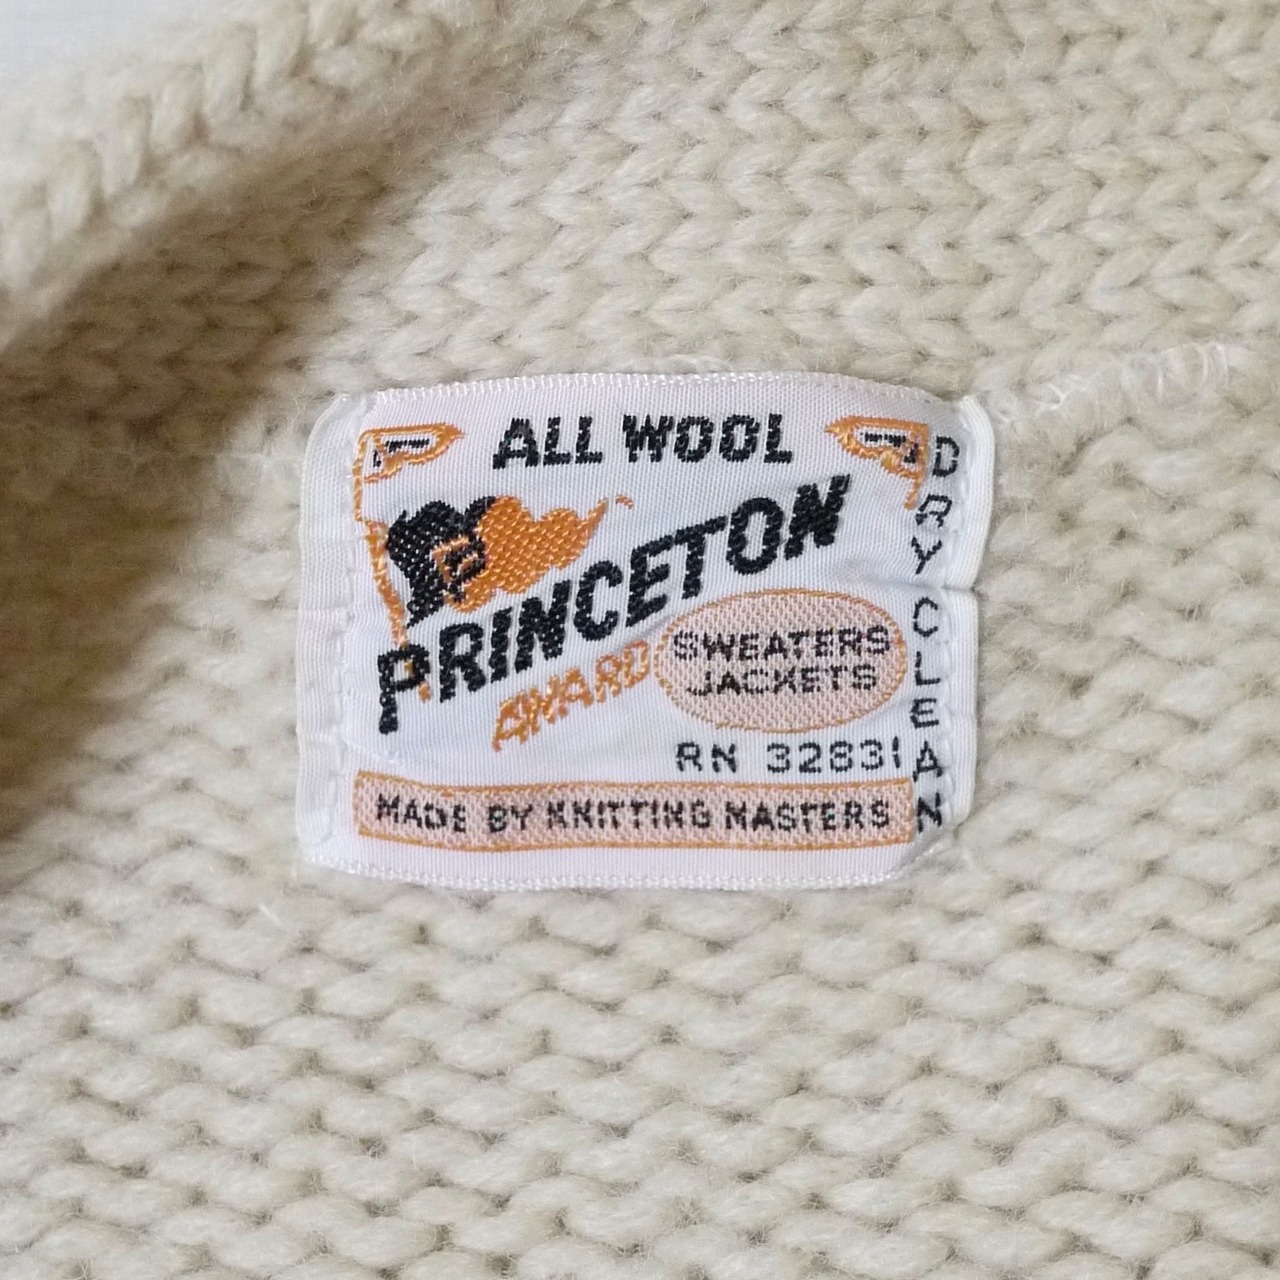 ALL WOOL
P
PRINCETON
AWARD
SWEATERS
JACKETS
RN 32831
MADE BY KNITTING MASTERS
DRY CLEAN